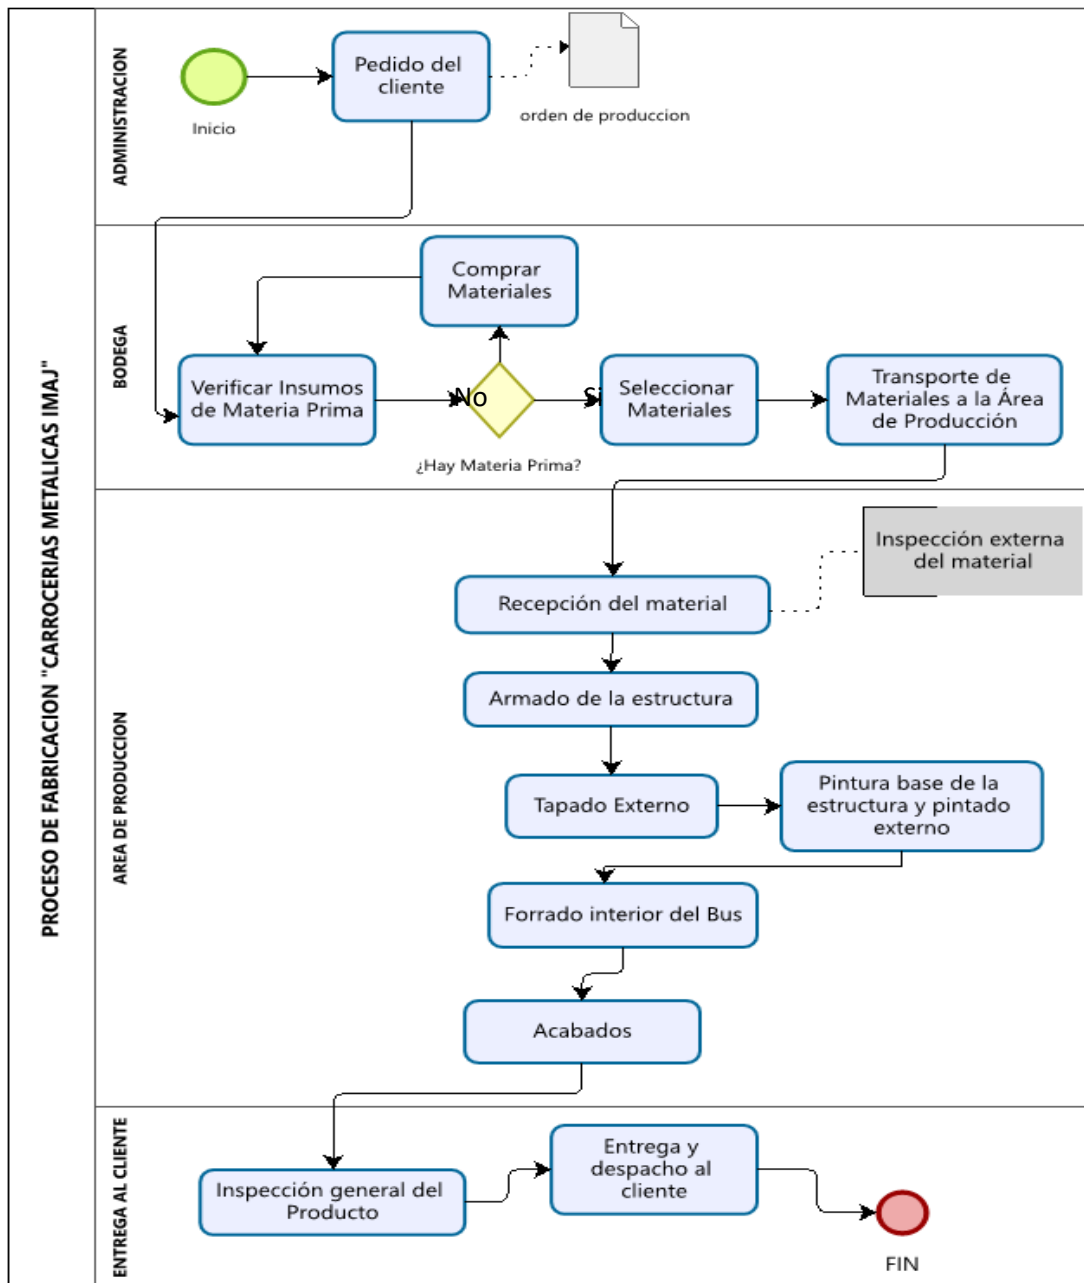 PROCESO DE FABRICACION "CARROCERIAS METALICAS IMAJ"
ADMINISTRACION
Inicio
Pedido del
cliente
orden de produccion
BODEGA
Comprar
Materiales
Verificar Insumos
de Materia Prima
No
¿Hay Materia Prima?
Si
Seleccionar
Materiales
Transporte de
Materiales a la Área
de Producción
AREA DE PRODUCCION
Inspección externa
del material
Recepción del material
Armado de la estructura
Tapado Externo
Pintura base de la
estructura y pintado
externo
Forrado interior del Bus
Acabados
ENTREGA AL CLIENTE
Inspección general del
Producto
Entrega y
despacho al
cliente
FIN